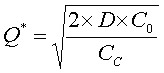 Q* = √((2 × D × C₀) / C_C)